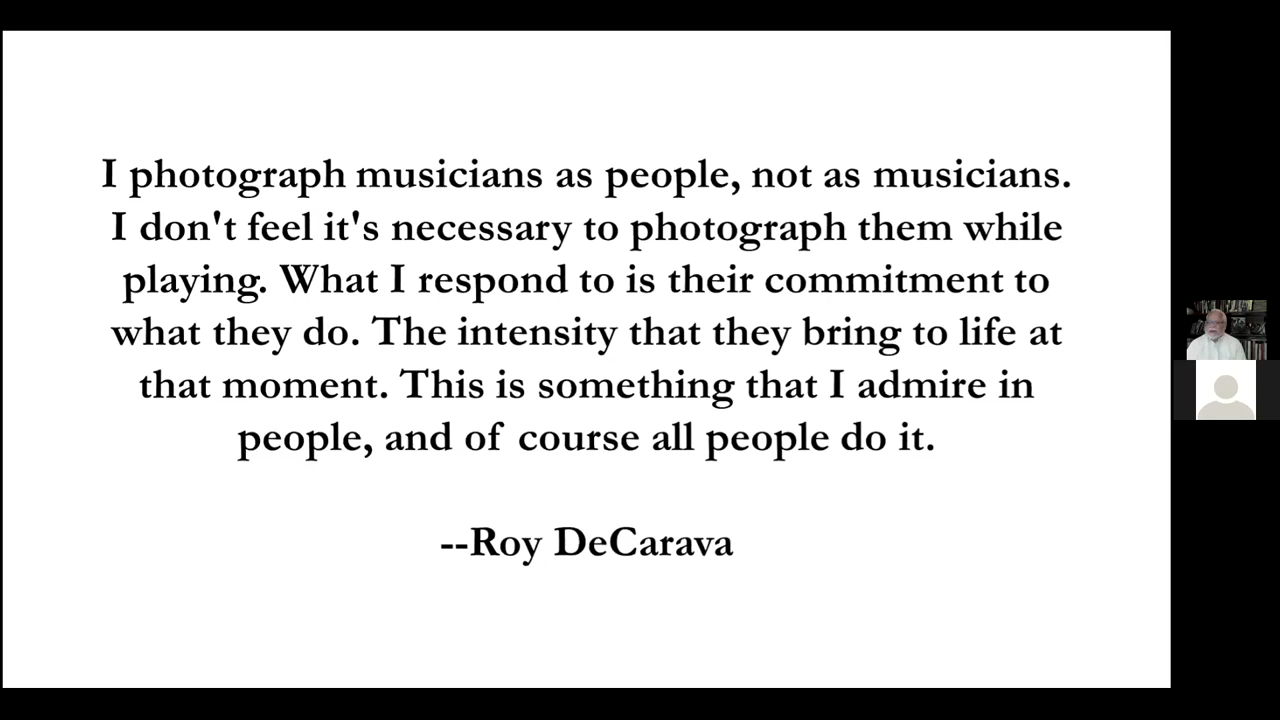 I photograph musicians as people, not as musicians.
I don't feel it's necessary to photograph them while
playing. What I respond to is their commitment to
what they do. The intensity that they bring to life at
that moment. This is something that I admire in
people, and of course all people do it.
--Roy DeCarava